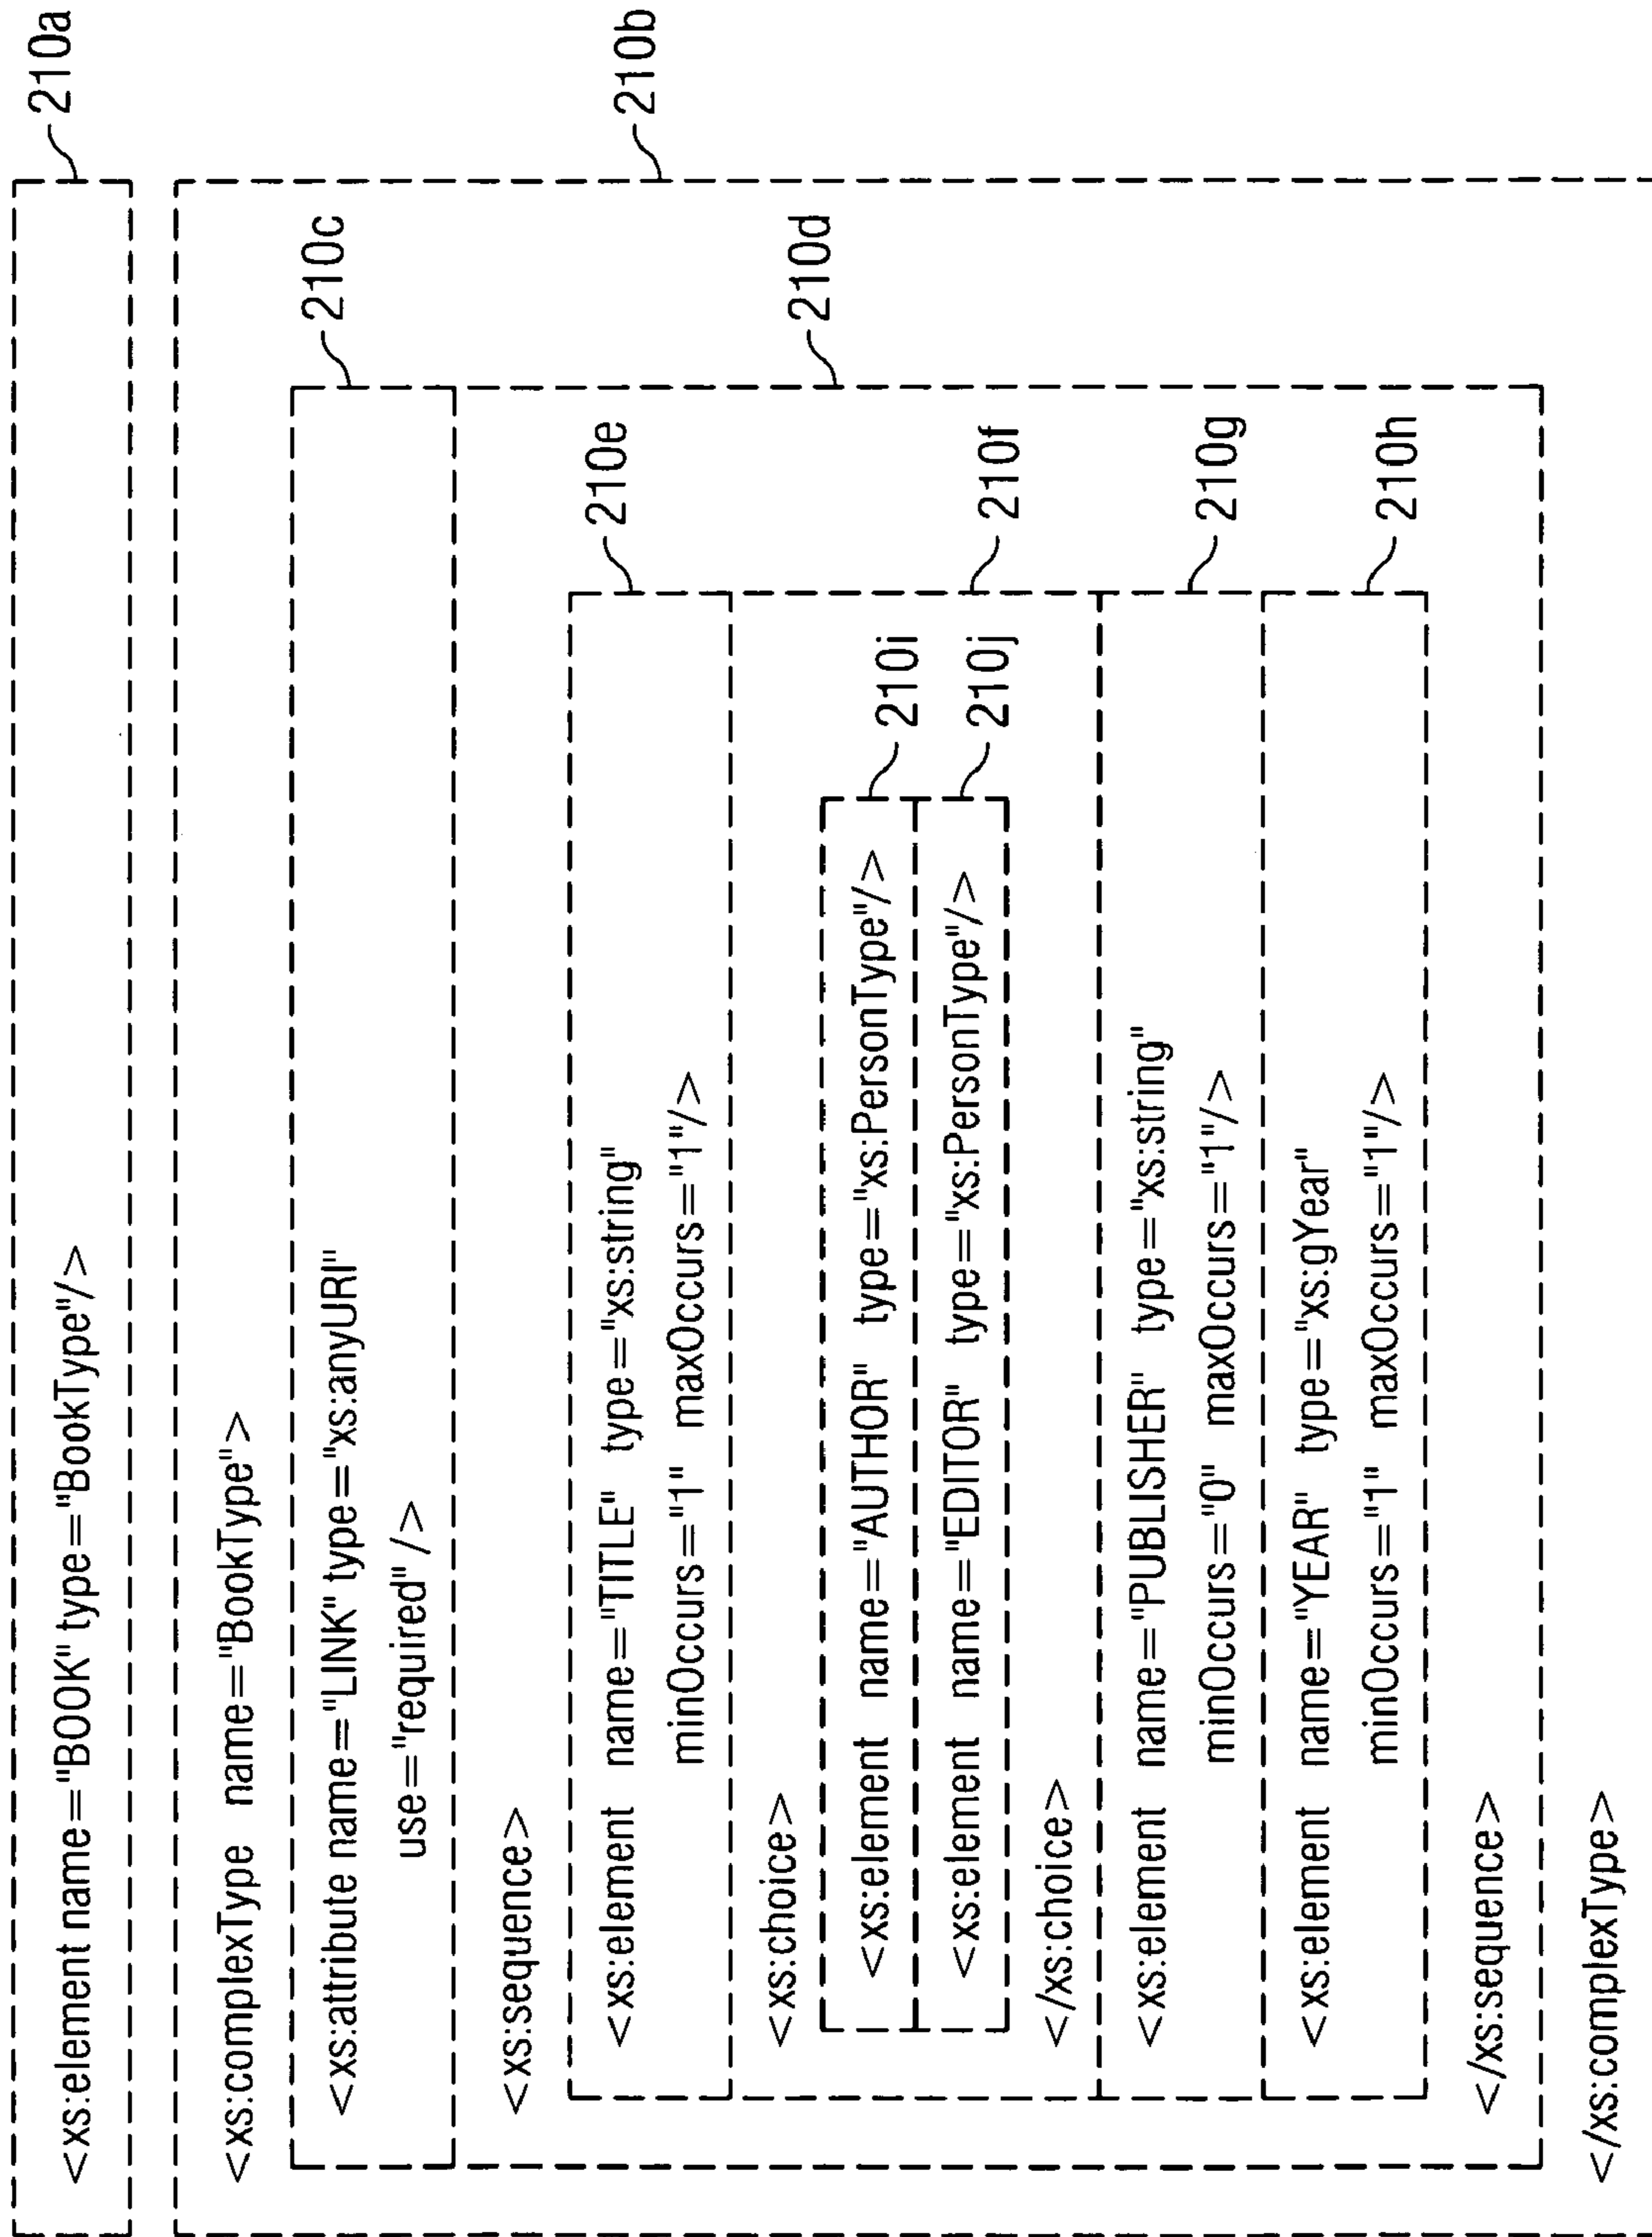 <xs:element name="BOOK" type="BookType"/> 210a
<xs:complexType name="BookType"> 210b
<xs:attribute name="LINK" type="xs:anyURI" 210c
use="required" />
<xs:sequence> 210d
<xs:element name="TITLE" type="xs:string" 210e
minOccurs="1" maxOccurs="1"/>
<xs:choice> 210f
<xs:element name="AUTHOR" type="xs:PersonType"/> 210i
<xs:element name="EDITOR" type="xs:PersonType"/> 210j
</xs:choice>
<xs:element name="PUBLISHER" type="xs:string" 210g
minOccurs="0" maxOccurs="1"/>
<xs:element name="YEAR" type="xs:gYear" 210h
minOccurs="1" maxOccurs="1"/>
</xs:sequence>
</xs:complexType>